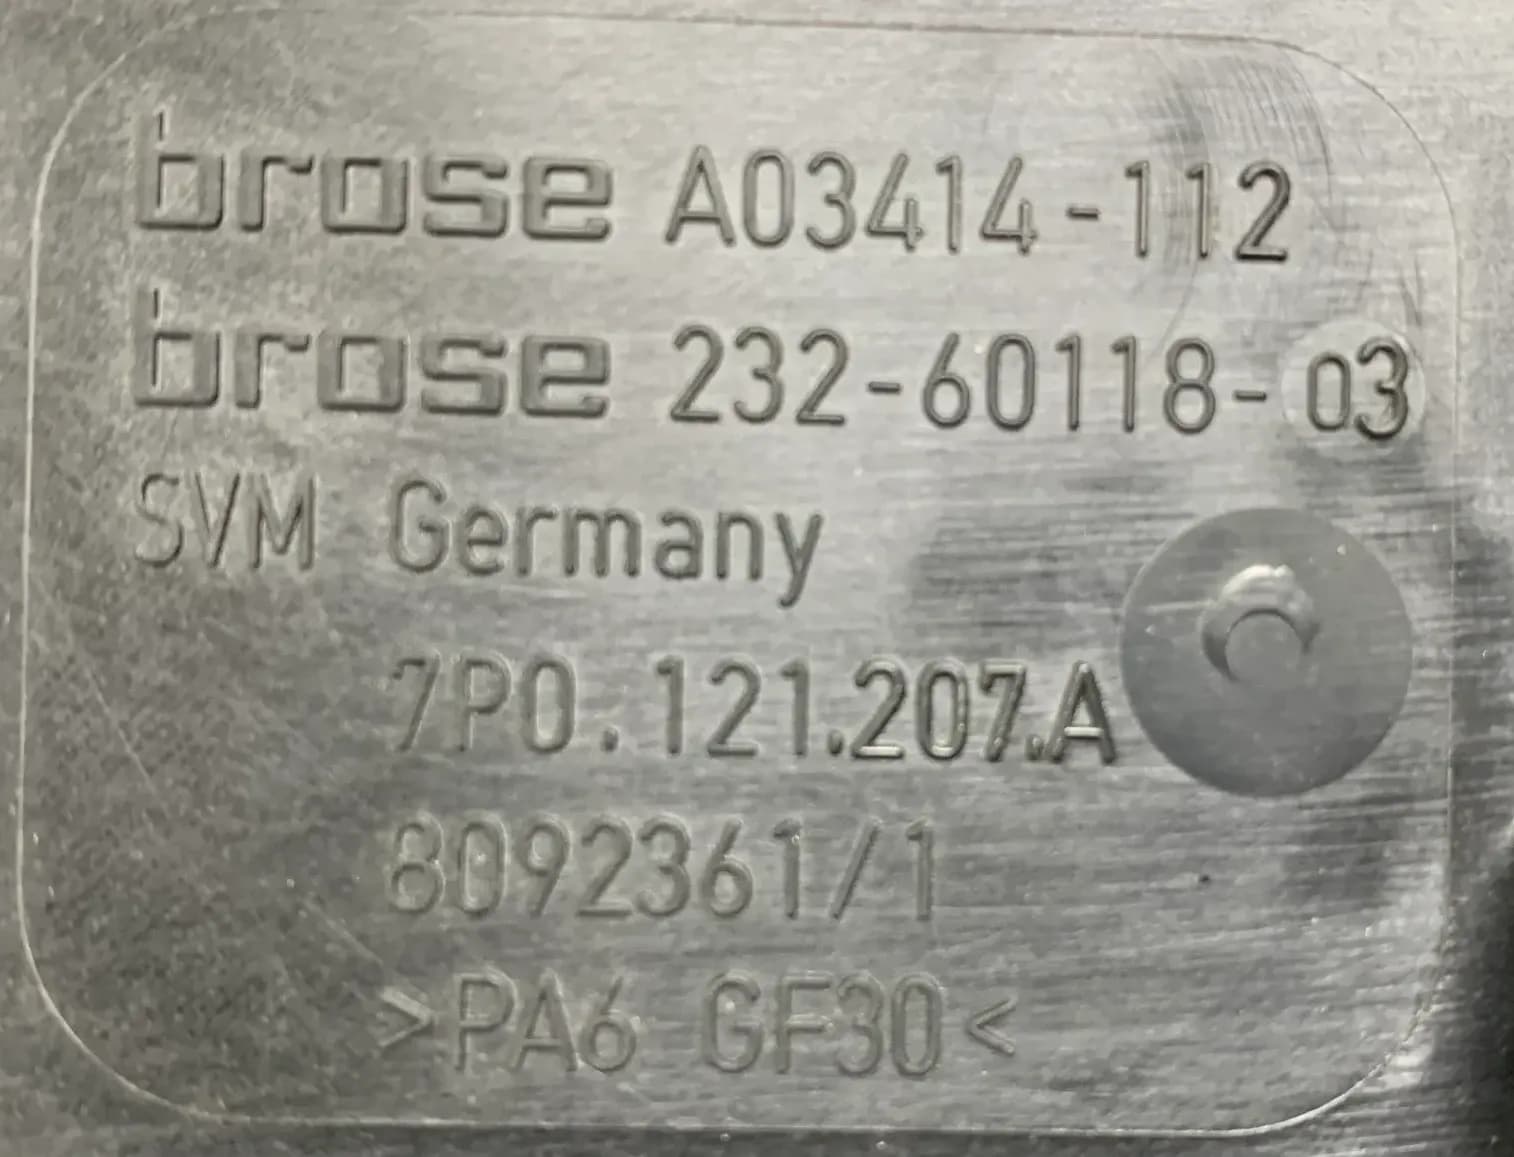 brose A03414-112
brose 232-60118-03
SVM Germany
7P0.121.207.A
8092361/1
>PA6 GF30<